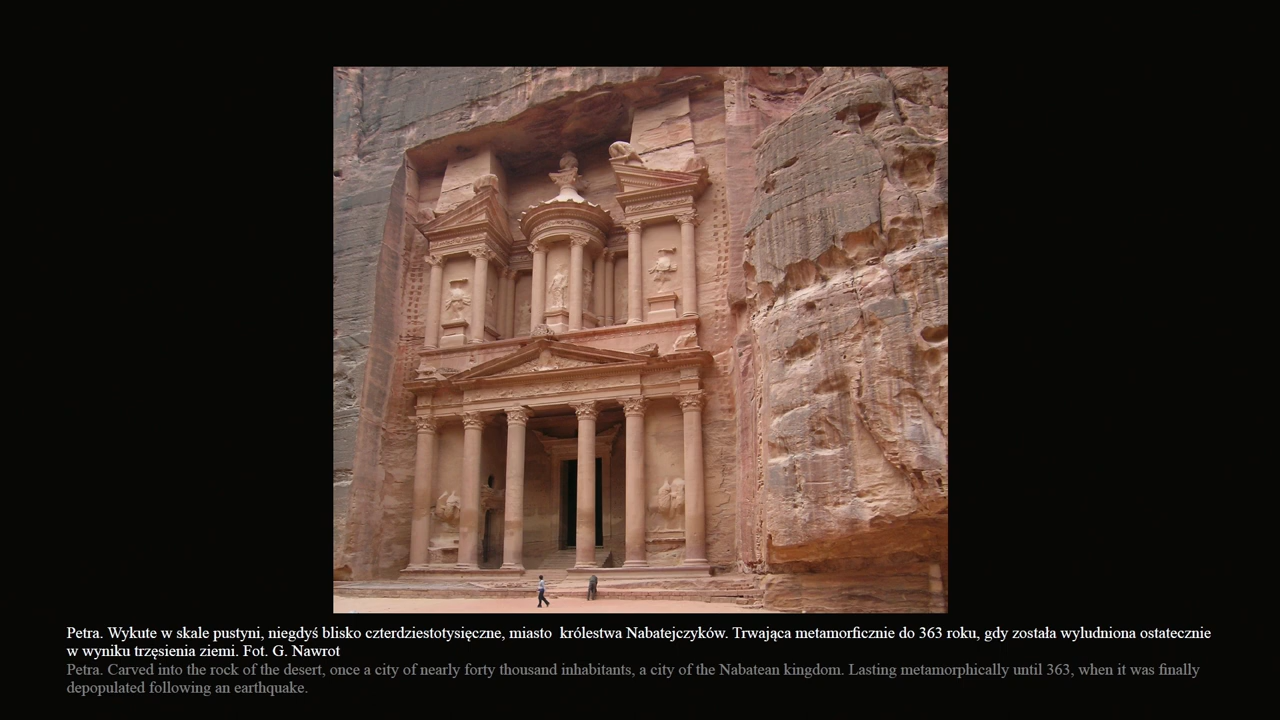 Petra. Wykute w skale pustyni, niegdyś blisko czterdziestotysięczne, miasto  królestwa Nabatejczyków. Trwająca metamorficznie do 363 roku, gdy została wyludniona ostatecznie
w wyniku trzęsienia ziemi. Fot. G. Nawrot
Petra. Carved into the rock of the desert, once a city of nearly forty thousand inhabitants, a city of the Nabatean kingdom. Lasting metamorphically until 363, when it was finally
depopulated following an earthquake.